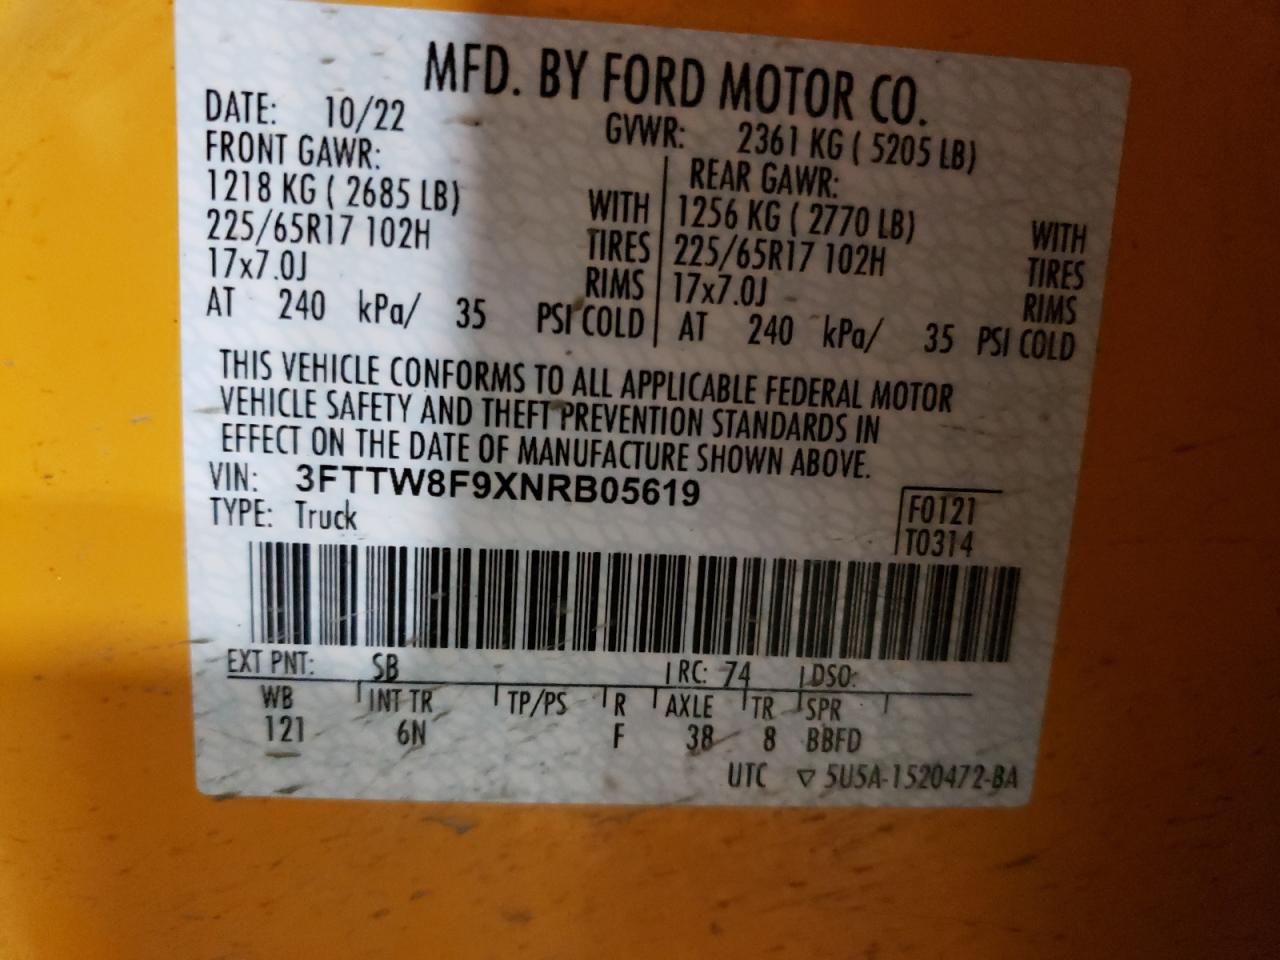 MFD. BY FORD MOTOR CO.
DATE: 10/22 GVWR: 2361 KG ( 5205 LB)
FRONT GAWR: REAR GAWR:
1218 KG ( 2685 LB) WITH 1256 KG ( 2770 LB) WITH
225/65R17 102H TIRES 225/65R17 102H TIRES
17x7.0J RIMS 17x7.0J RIMS
AT 240 kPa/ 35 PSI COLD AT 240 kPa/ 35 PSI COLD
THIS VEHICLE CONFORMS TO ALL APPLICABLE FEDERAL MOTOR
VEHICLE SAFETY AND THEFT PREVENTION STANDARDS IN
EFFECT ON THE DATE OF MANUFACTURE SHOWN ABOVE.
VIN: 3FTTW8F9XNRB05619
TYPE: Truck
F0121
T0314
EXT PNT: SB RC: 74 DSO:
WB INT TR TP/PS R AXLE TR SPR
121 6N F 38 8 BBFD
UTC ▽ 5U5A-1520472-BA